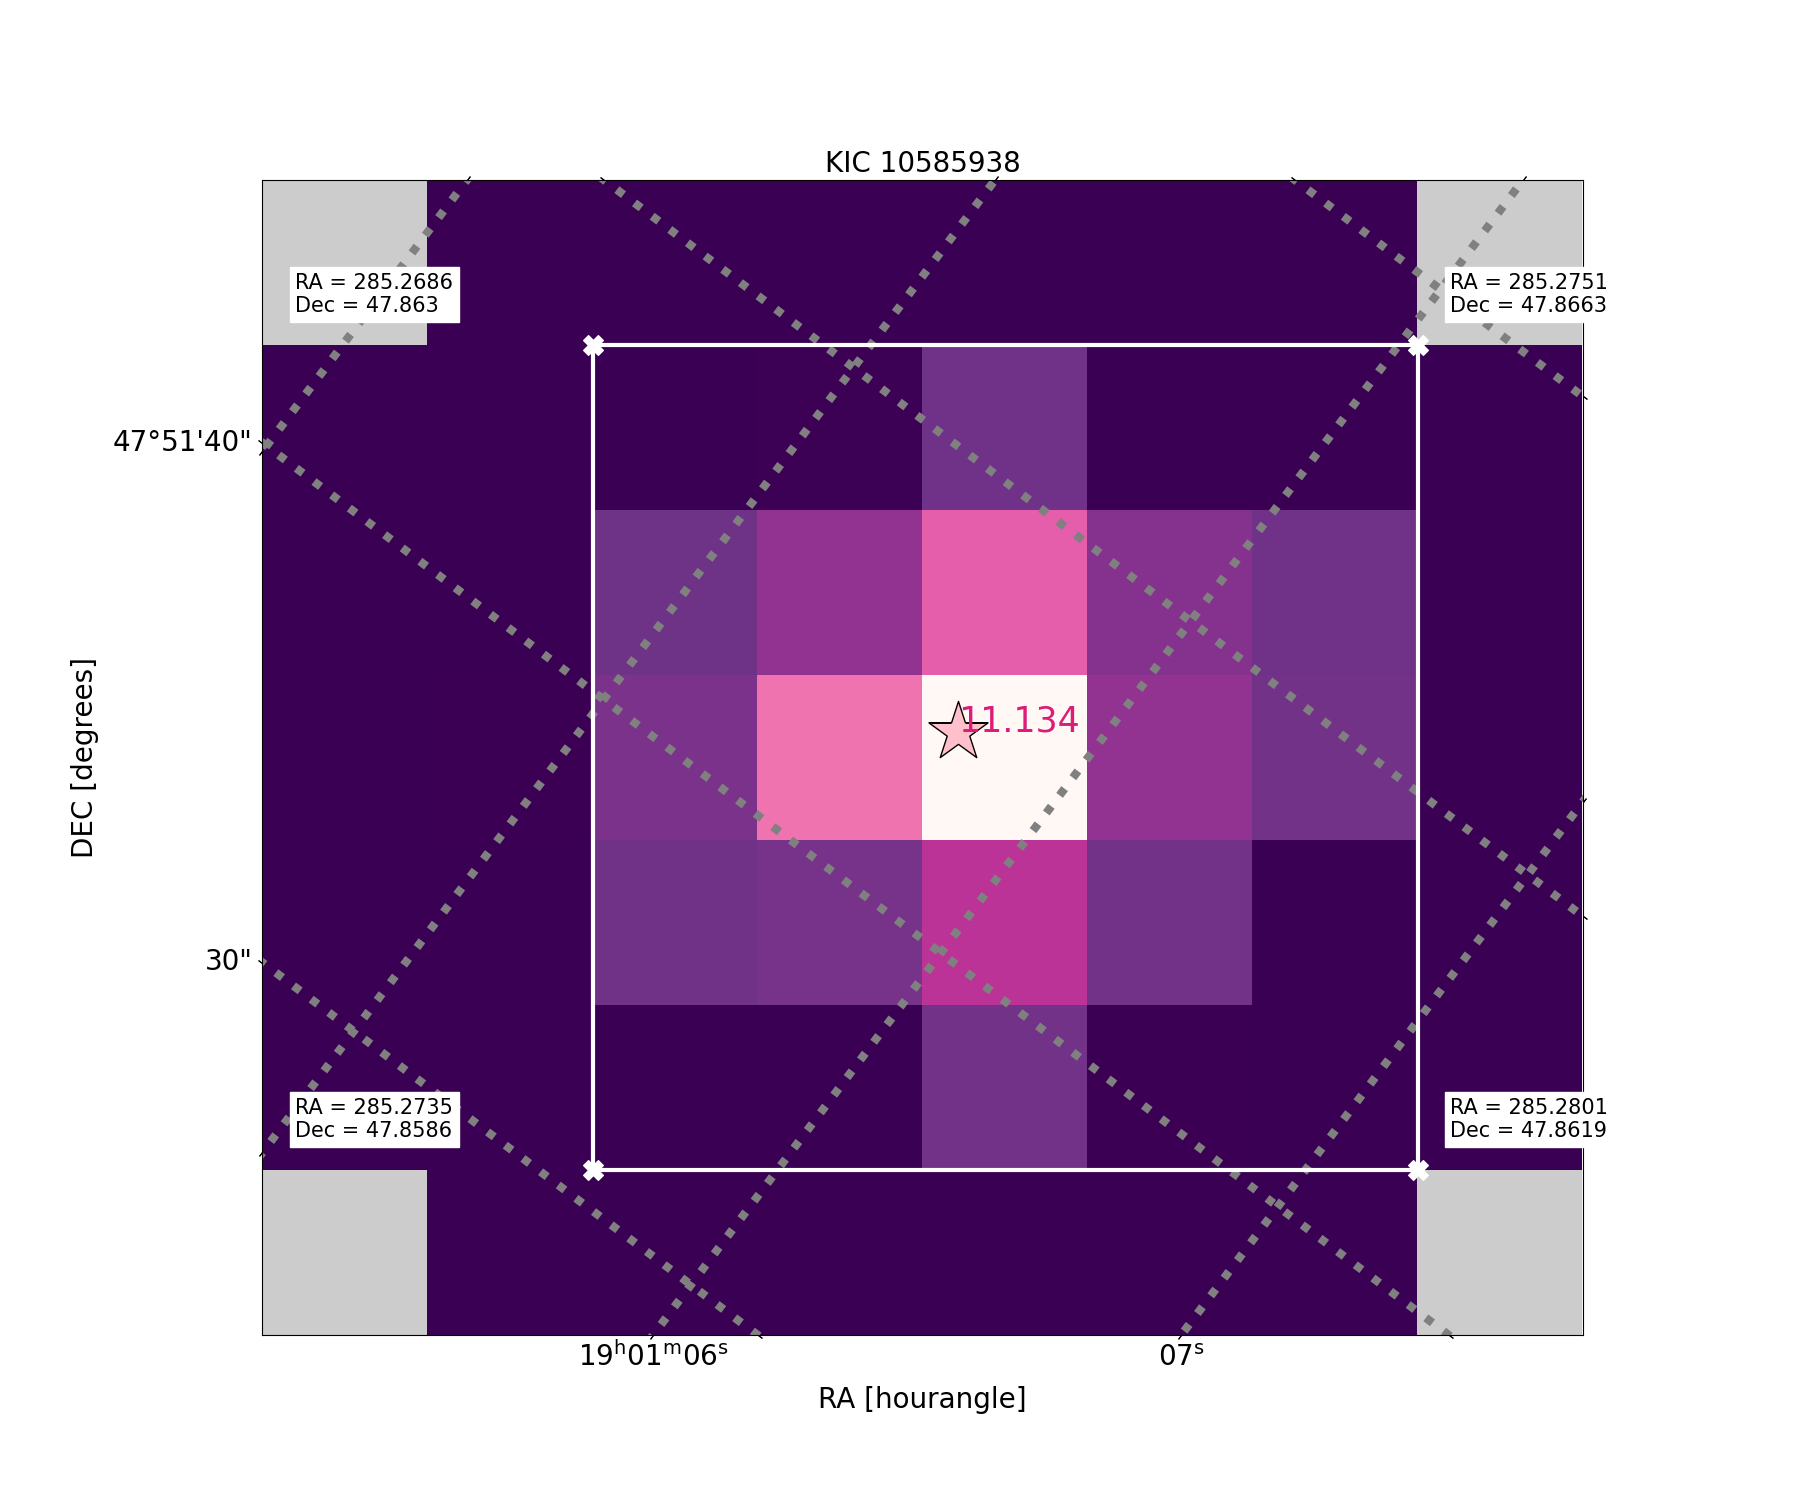 KIC 10585938
RA = 285.2686
Dec = 47.863
RA = 285.2751
Dec = 47.8663
47°51'40"
11.134
DEC [degrees]
30"
RA = 285.2735
Dec = 47.8586
RA = 285.2801
Dec = 47.8619
19ʰ01ᵐ06ˢ
07ˢ
RA [hourangle]